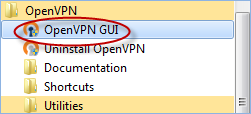 OpenVPN
OpenVPN GUI
Uninstall OpenVPN
Documentation
Shortcuts
Utilities